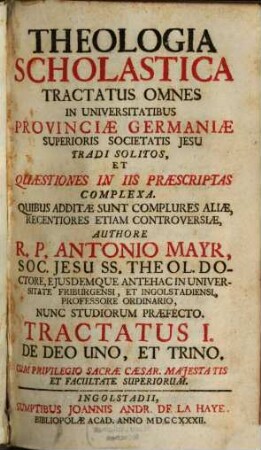 THEOLOGIA
SCHOLASTICA
TRACTATUS OMNES
IN UNIVERSITATIBUS
PROVINCIÆ GERMANIÆ
SUPERIORIS SOCIETATIS JESU
TRADI SOLITOS,
ET
QUÆSTIONES IN IIS PRÆSCRIPTAS
COMPLEXA.
QUIBUS ADDITÆ SUNT COMPLURES ALIÆ,
RECENTIORES ETIAM CONTROVERSIÆ,
AUTHORE
R. P. ANTONIO MAYR,
SOC. JESU SS. THEOL. DO-
CTORE, EJUSDEMQUE ANTEHAC IN UNIVER-
SITATE FRIBURGENSI, ET INGOLSTADIENSI,
PROFESSORE ORDINARIO,
NUNC STUDIORUM PRÆFECTO.
TRACTATUS I.
DE DEO UNO, ET TRINO.
CUM PRIVILEGIO SACRÆ CÆSAR. MAJESTATIS
ET FACULTATE SUPERIORUM.
INGOLSTADII,
SUMPTIBUS JOANNIS ANDR. DE LA HAYE.
BIBLIOPOLÆ ACAD. ANNO M.DCCXXXII.